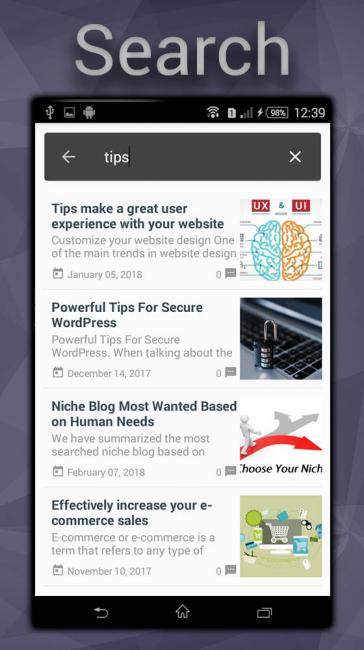 Search
98% 12:39
tips
Tips make a great user
experience with your website
Customize your website design One
of the main trends in website design
January 05, 2018 0
UX & UI
Powerful Tips For Secure
WordPress
Powerful Tips For Secure
WordPress. When talking about the
December 14, 2017 0
Niche Blog Most Wanted Based
on Human Needs
We have summarized the most
searched niche blog based on
February 07, 2018 0
Choose Your Nich
Effectively increase your e-
commerce sales
E-commerce or e-commerce is a
term that refers to any type of
November 10, 2017 0